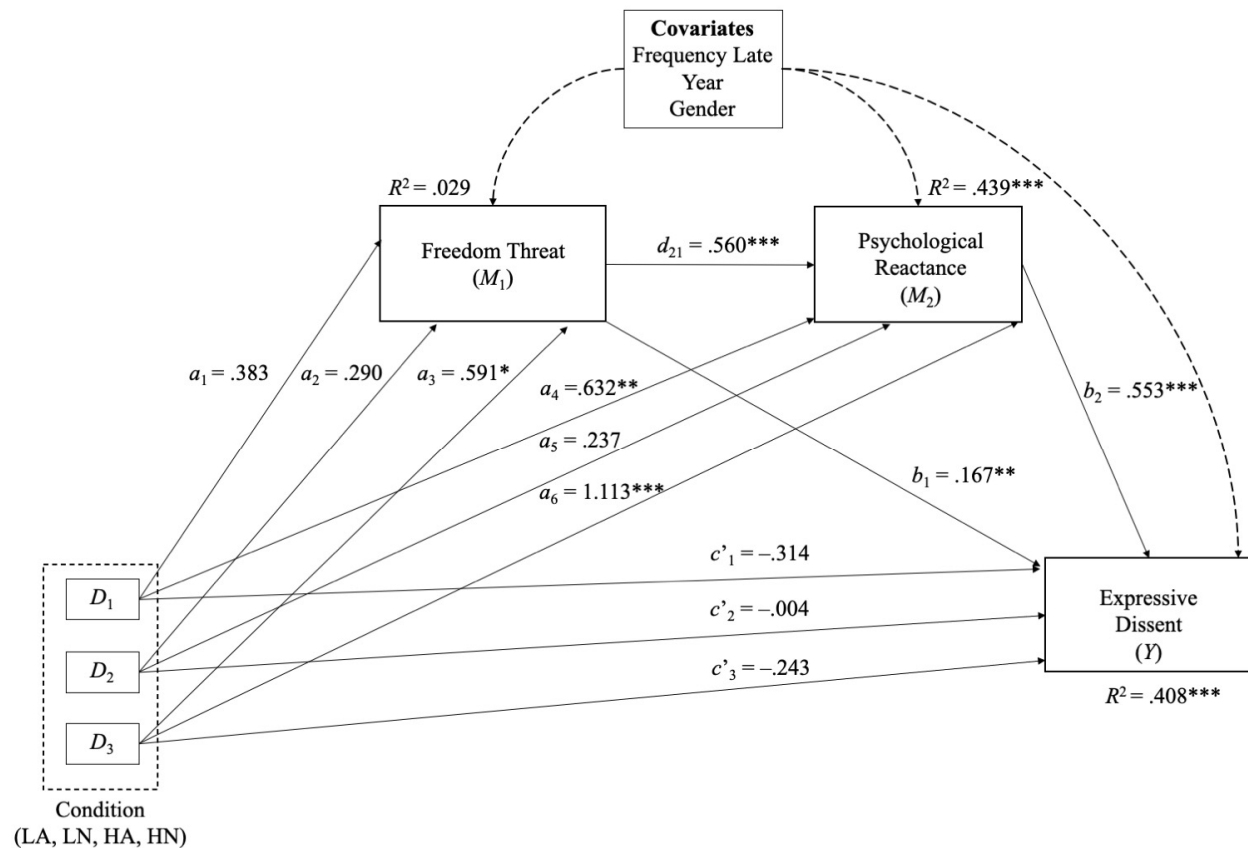 Covariates
Frequency Late
Year
Gender
R² = .029
R² = .439***
Freedom Threat
(M₁)
d₂₁ = .560***
Psychological
Reactance
(M₂)
a₁ = .383
a₂ = .290
a₃ = .591*
a₄ =.632**
b₂ = .553***
a₅ = .237
b₁ = .167**
a₆ = 1.113***
c’₁ = –.314
D₁
Expressive
Dissent
(Y)
c’₂ = –.004
D₂
c’₃ = –.243
R² = .408***
D₃
Condition
(LA, LN, HA, HN)